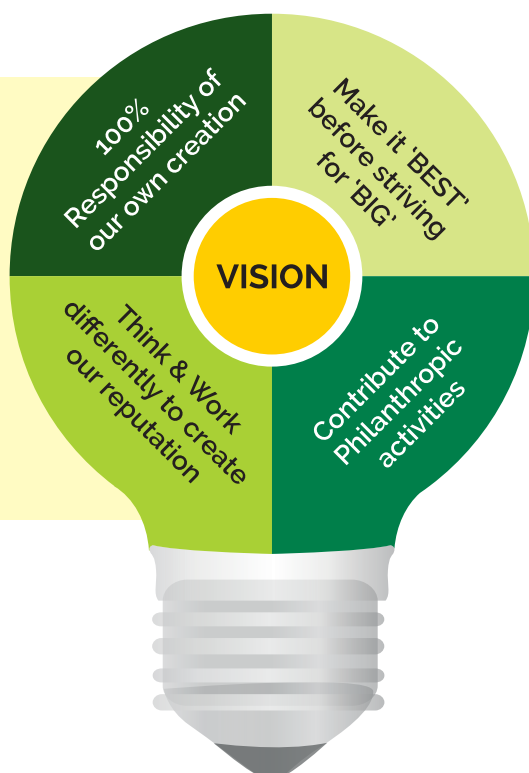 100%
Responsibility of
our own creation
Make it 'BEST'
before striving
for 'BIG'
VISION
Think & Work
differently to create
our reputation
Contribute to
Philanthropic
activities